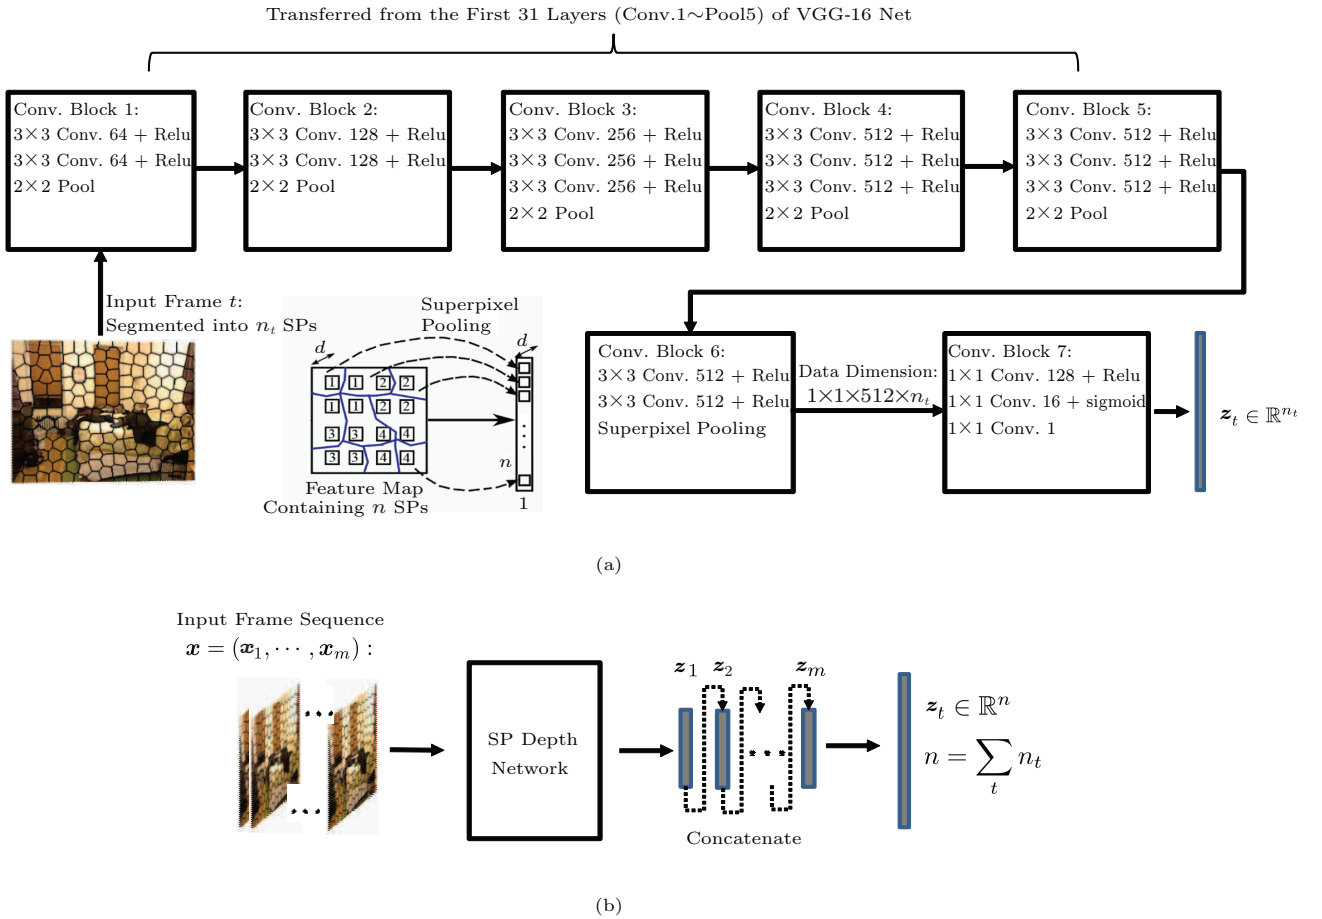 Transferred from the First 31 Layers (Conv.1∼Pool5) of VGG-16 Net
Conv. Block 1:
3×3 Conv. 64 + Relu
3×3 Conv. 64 + Relu
2×2 Pool
Conv. Block 2:
3×3 Conv. 128 + Relu
3×3 Conv. 128 + Relu
2×2 Pool
Conv. Block 3:
3×3 Conv. 256 + Relu
3×3 Conv. 256 + Relu
3×3 Conv. 256 + Relu
2×2 Pool
Conv. Block 4:
3×3 Conv. 512 + Relu
3×3 Conv. 512 + Relu
3×3 Conv. 512 + Relu
2×2 Pool
Conv. Block 5:
3×3 Conv. 512 + Relu
3×3 Conv. 512 + Relu
3×3 Conv. 512 + Relu
2×2 Pool
Input Frame t:
Segmented into n_t SPs
Superpixel
Pooling
d
d
1 1 2 2
1 1 2 2
3 3 4 4
3 3 4 4
n
1
Feature Map
Containing n SPs
Conv. Block 6:
3×3 Conv. 512 + Relu
3×3 Conv. 512 + Relu
Superpixel Pooling
Data Dimension:
1×1×512×n_t
Conv. Block 7:
1×1 Conv. 128 + Relu
1×1 Conv. 16 + sigmoid
1×1 Conv. 1
z_t ∈ ℝ^{n_t}
(a)
Input Frame Sequence
x = (x_1, ⋯ , x_m) :
SP Depth
Network
z_1 z_2 z_m
Concatenate
z_t ∈ ℝ^n
n = ∑_t n_t
(b)